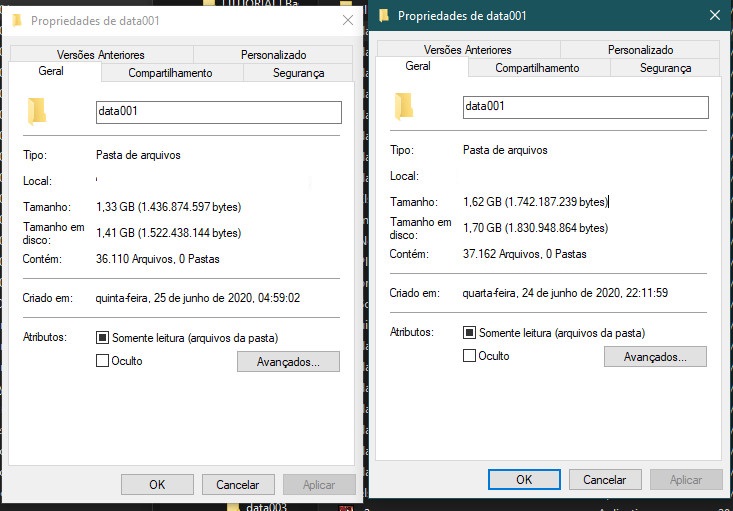 TUTORIAL1 Ba
Propriedades de data001
Versões Anteriores
Personalizado
Geral
Compartilhamento
Segurança
data001
Tipo:
Pasta de arquivos
Local:
Tamanho:
1,33 GB (1.436.874.597 bytes)
Tamanho em disco:
1,41 GB (1.522.438.144 bytes)
Contém:
36.110 Arquivos, 0 Pastas
Criado em:
quinta-feira, 25 de junho de 2020, 04:59:02
Atributos:
Somente leitura (arquivos da pasta)
Oculto
Avançados...
OK
Cancelar
Aplicar
data003
Propriedades de data001
Versões Anteriores
Personalizado
Geral
Compartilhamento
Segurança
data001
Tipo:
Pasta de arquivos
Local:
Tamanho:
1,62 GB (1.742.187.239 bytes)
Tamanho em disco:
1,70 GB (1.830.948.864 bytes)
Contém:
37.162 Arquivos, 0 Pastas
Criado em:
quarta-feira, 24 de junho de 2020, 22:11:59
Atributos:
Somente leitura (arquivos da pasta)
Oculto
Avançados...
OK
Cancelar
Aplicar